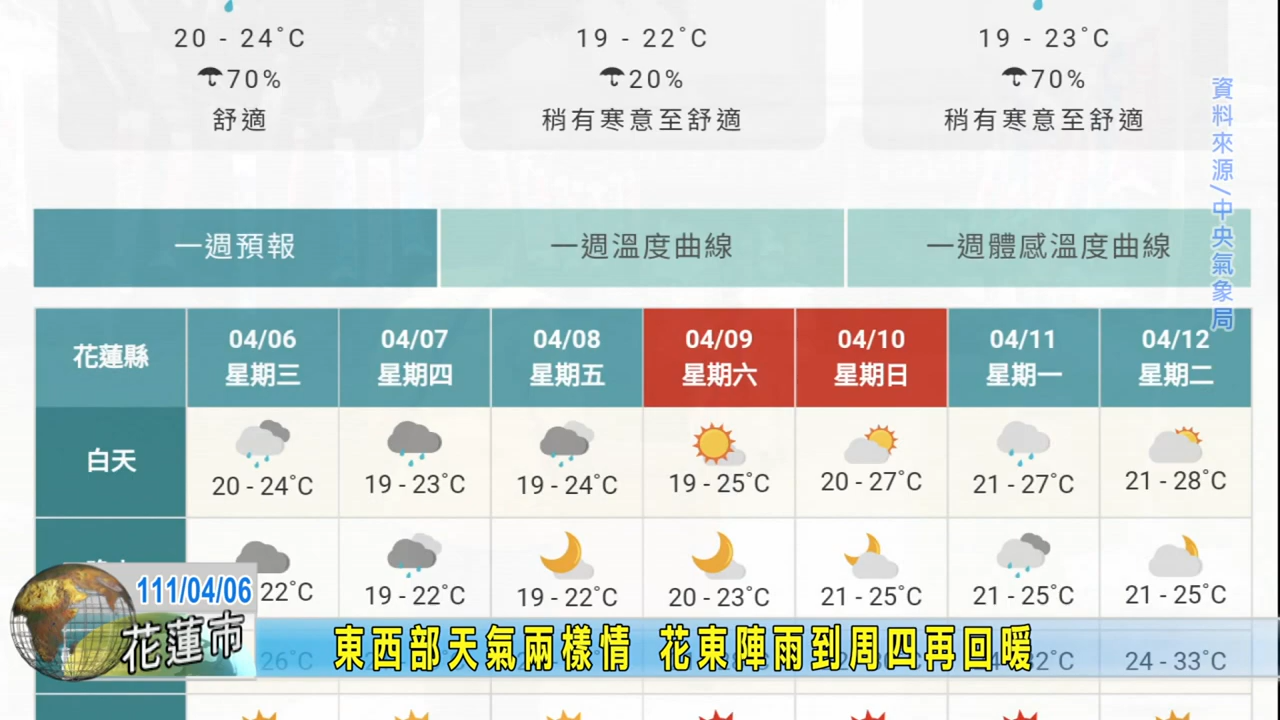 20 - 24°C
19 - 22°C
19 - 23°C
70%
20%
70%
舒適
稍有寒意至舒適
稍有寒意至舒適
資料來源/中央氣象局
一週預報
一週溫度曲線
一週體感溫度曲線
花蓮縣
04/06
星期三
04/07
星期四
04/08
星期五
04/09
星期六
04/10
星期日
04/11
星期一
04/12
星期二
白天
20 - 24°C
19 - 23°C
19 - 24°C
19 - 25°C
20 - 27°C
21 - 27°C
21 - 28°C
22°C
19 - 22°C
19 - 22°C
20 - 23°C
21 - 25°C
21 - 25°C
21 - 25°C
111/04/06
花蓮市
東西部天氣兩樣情 花東陣雨到周四再回暖
26°C
32°C
24 - 33°C